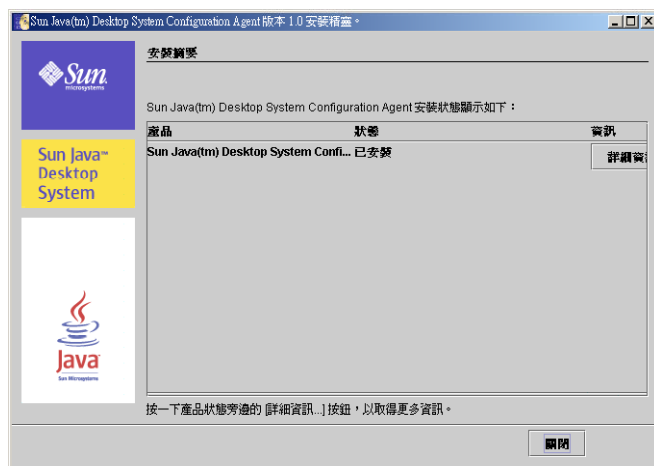 Sun Java(tm) Desktop System Configuration Agent 版本 1.0 安裝精靈。
Sun
microsystems
安裝摘要
Sun Java(tm) Desktop System Configuration Agent 安裝狀態顯示如下：
產品 狀態 資訊
Sun Java(tm) Desktop System Confi... 已安裝 詳細資訊
Sun Java™
Desktop
System
Java
Sun Microsystems
按一下產品狀態旁邊的 [詳細資訊...] 按鈕，以取得更多資訊。
關閉